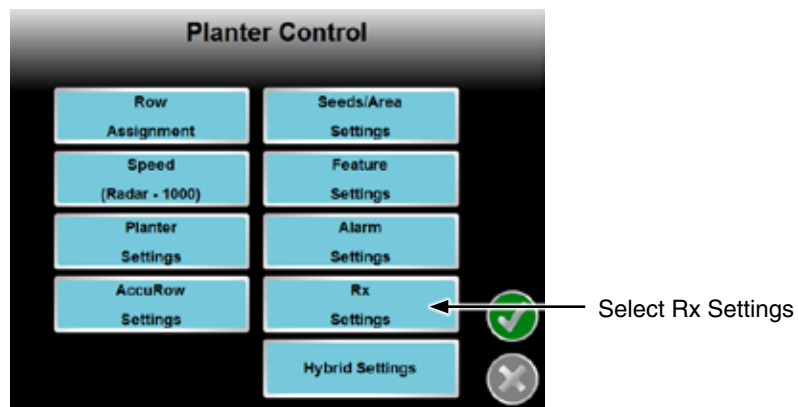 Planter Control
Row
Assignment
Seeds/Area
Settings
Speed
(Radar - 1000)
Feature
Settings
Planter
Settings
Alarm
Settings
AccuRow
Settings
Rx
Settings
Select Rx Settings
Hybrid Settings